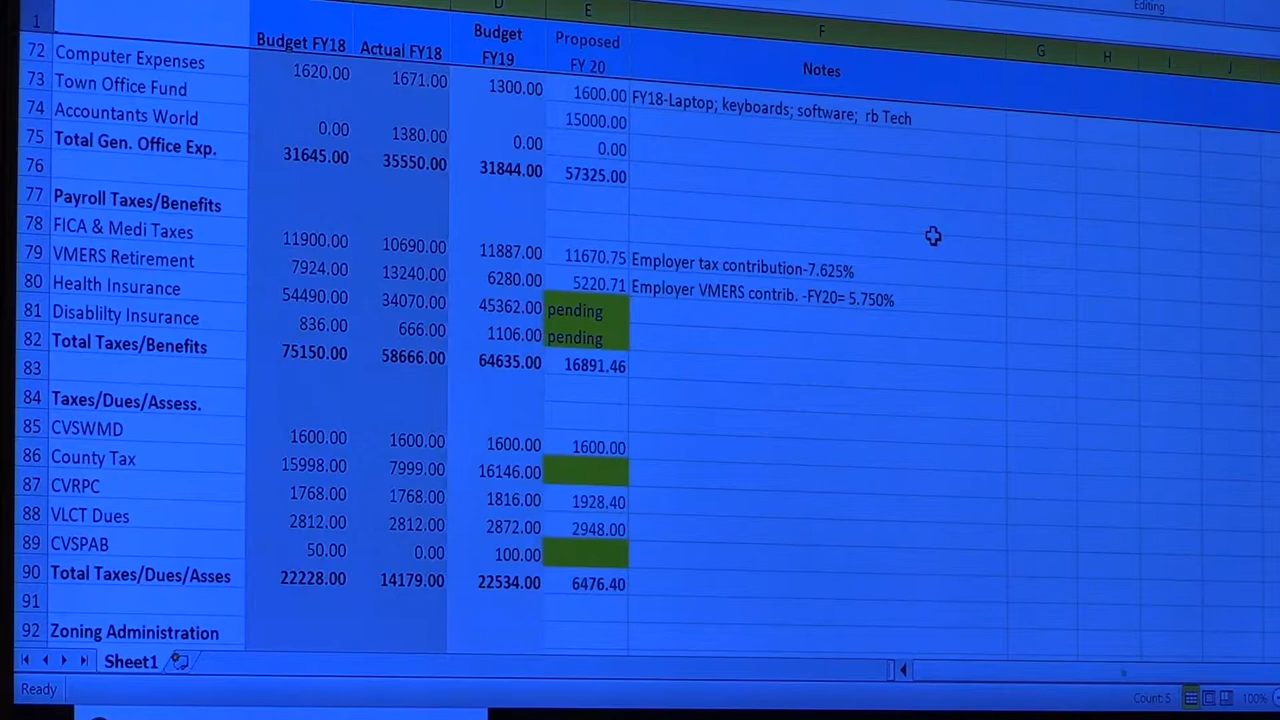 Editing
D E F G H I J
1 Budget FY18 Actual FY18 Budget FY19 Proposed FY 20 Notes
72 Computer Expenses 1620.00 1671.00 1300.00 1600.00 FY18-Laptop; keyboards; software; rb Tech
73 Town Office Fund 15000.00
74 Accountants World 0.00 1380.00 0.00 0.00
75 Total Gen. Office Exp. 31645.00 35550.00 31844.00 57325.00
76
77 Payroll Taxes/Benefits
78 FICA & Medi Taxes 11900.00 10690.00 11887.00 11670.75 Employer tax contribution-7.625%
79 VMERS Retirement 7924.00 13240.00 6280.00 5220.71 Employer VMERS contrib. -FY20= 5.750%
80 Health Insurance 54490.00 34070.00 45362.00 pending
81 Disablilty Insurance 836.00 666.00 1106.00 pending
82 Total Taxes/Benefits 75150.00 58666.00 64635.00 16891.46
83
84 Taxes/Dues/Assess.
85 CVSWMD 1600.00 1600.00 1600.00 1600.00
86 County Tax 15998.00 7999.00 16146.00
87 CVRPC 1768.00 1768.00 1816.00 1928.40
88 VLCT Dues 2812.00 2812.00 2872.00 2948.00
89 CVSPAB 50.00 0.00 100.00
90 Total Taxes/Dues/Asses 22228.00 14179.00 22534.00 6476.40
91
92 Zoning Administration
Sheet1
Ready Count: 5 100%